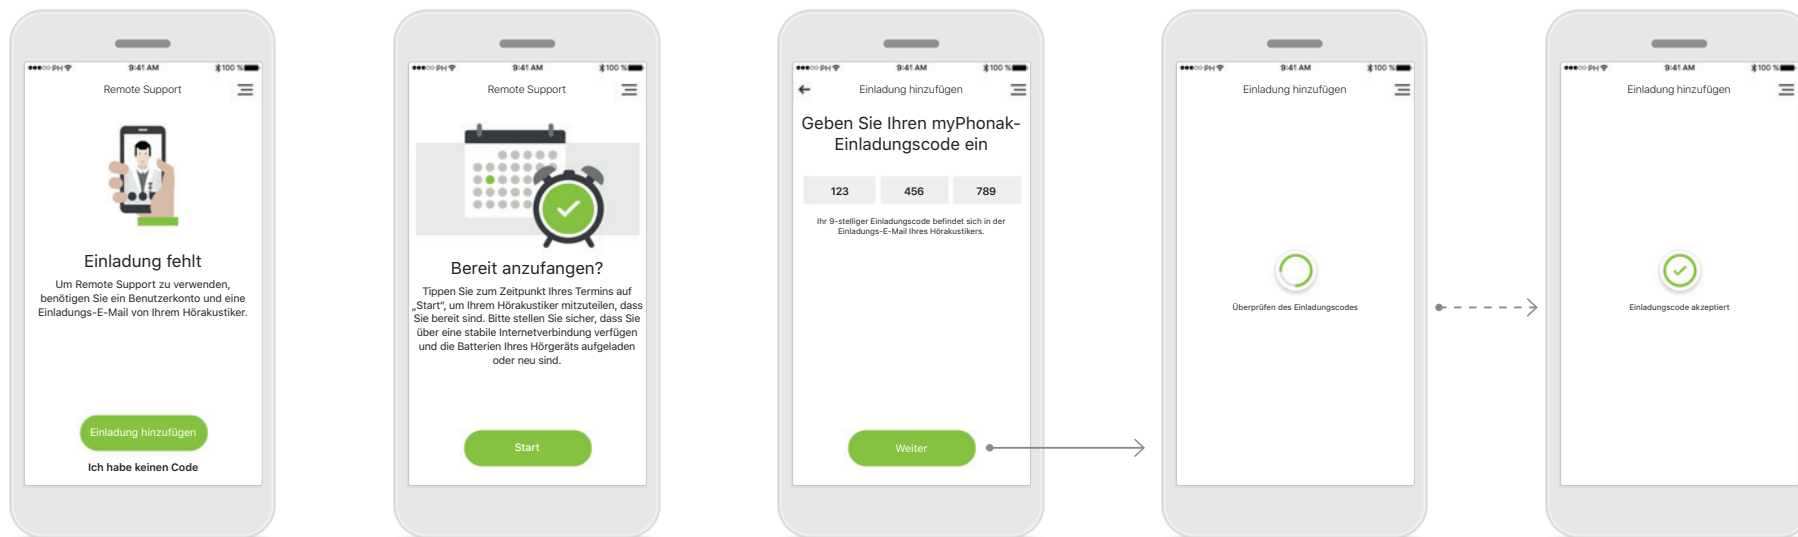 PH 9:41 AM 100 %
Remote Support
Einladung fehlt
Um Remote Support zu verwenden,
benötigen Sie ein Benutzerkonto und eine
Einladungs-E-Mail von Ihrem Hörakustiker.
Einladung hinzufügen
Ich habe keinen Code
PH 9:41 AM 100 %
Remote Support
Bereit anzufangen?
Tippen Sie zum Zeitpunkt Ihres Termins auf
„Start“, um Ihrem Hörakustiker mitzuteilen, dass
Sie bereit sind. Bitte stellen Sie sicher, dass Sie
über eine stabile Internetverbindung verfügen
und die Batterien Ihres Hörgeräts aufgeladen
oder neu sind.
Start
PH 9:41 AM 100 %
Einladung hinzufügen
Geben Sie Ihren myPhonak-
Einladungscode ein
123 456 789
Ihr 9-stelliger Einladungscode befindet sich in der
Einladungs-E-Mail Ihres Hörakustikers.
Weiter
PH 9:41 AM 100 %
Einladung hinzufügen
Überprüfen des Einladungscodes
PH 9:41 AM 100 %
Einladung hinzufügen
Einladungscode akzeptiert